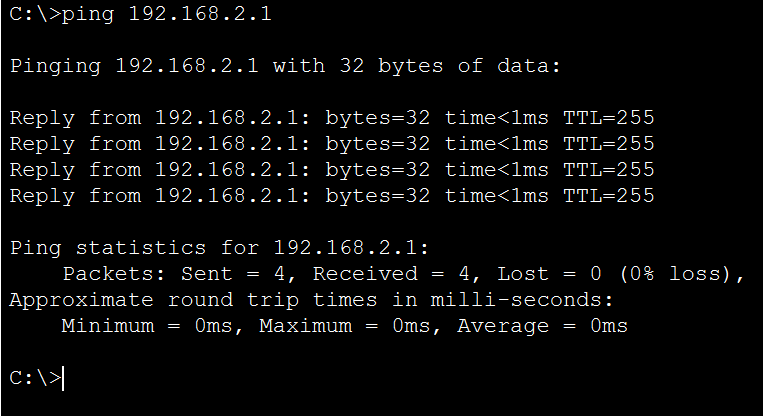 C:\>ping 192.168.2.1
Pinging 192.168.2.1 with 32 bytes of data:
Reply from 192.168.2.1: bytes=32 time<1ms TTL=255
Reply from 192.168.2.1: bytes=32 time<1ms TTL=255
Reply from 192.168.2.1: bytes=32 time<1ms TTL=255
Reply from 192.168.2.1: bytes=32 time<1ms TTL=255
Ping statistics for 192.168.2.1:
    Packets: Sent = 4, Received = 4, Lost = 0 (0% loss),
Approximate round trip times in milli-seconds:
    Minimum = 0ms, Maximum = 0ms, Average = 0ms
C:\>